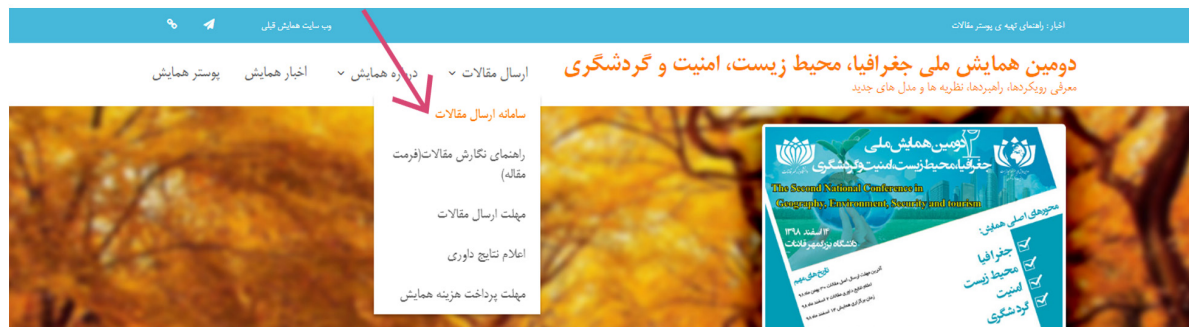 اخبار : راهنمای تهیه ی پوستر مقالات
وب سایت همایش قبلی
دومین همایش ملی جغرافیا، محیط زیست، امنیت و گردشگری
معرفی رویکردها، راهبردها، نظریه ها و مدل های جدید
ارسال مقالات
درباره همایش
اخبار همایش
پوستر همایش
سامانه ارسال مقالات
راهنمای نگارش مقالات(فرمت
مقاله)
مهلت ارسال مقالات
اعلام نتایج داوری
مهلت پرداخت هزینه همایش
دومین همایش ملی
جغرافیا،محیط زیست،امنیت و گردشگری
The Second National Conference in
Geography, Environment, Security and tourism
۱۴ اسفند ۱۳۹۸
دانشگاه بزرگمهر قائنات
محورهای اصلی همایش:
جغرافیا
محیط زیست
امنیت
گردشگری
تاریخ های مهم